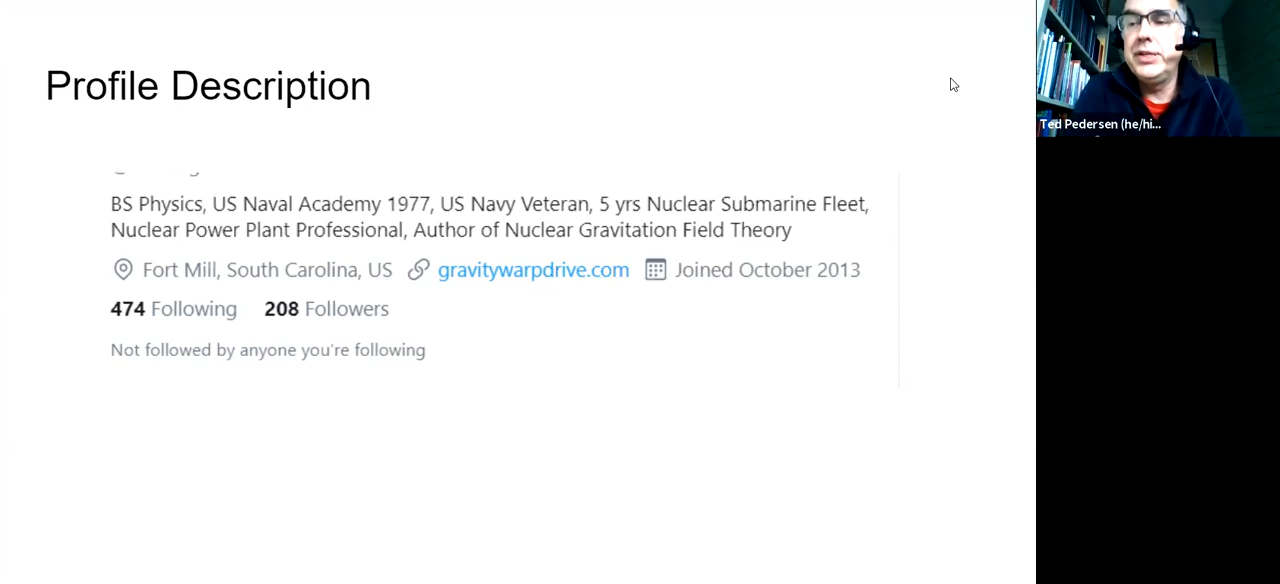 Profile Description
BS Physics, US Naval Academy 1977, US Navy Veteran, 5 yrs Nuclear Submarine Fleet,
Nuclear Power Plant Professional, Author of Nuclear Gravitation Field Theory
Fort Mill, South Carolina, US gravitywarpdrive.com Joined October 2013
474 Following 208 Followers
Not followed by anyone you're following
Ted Pedersen (he/hi...